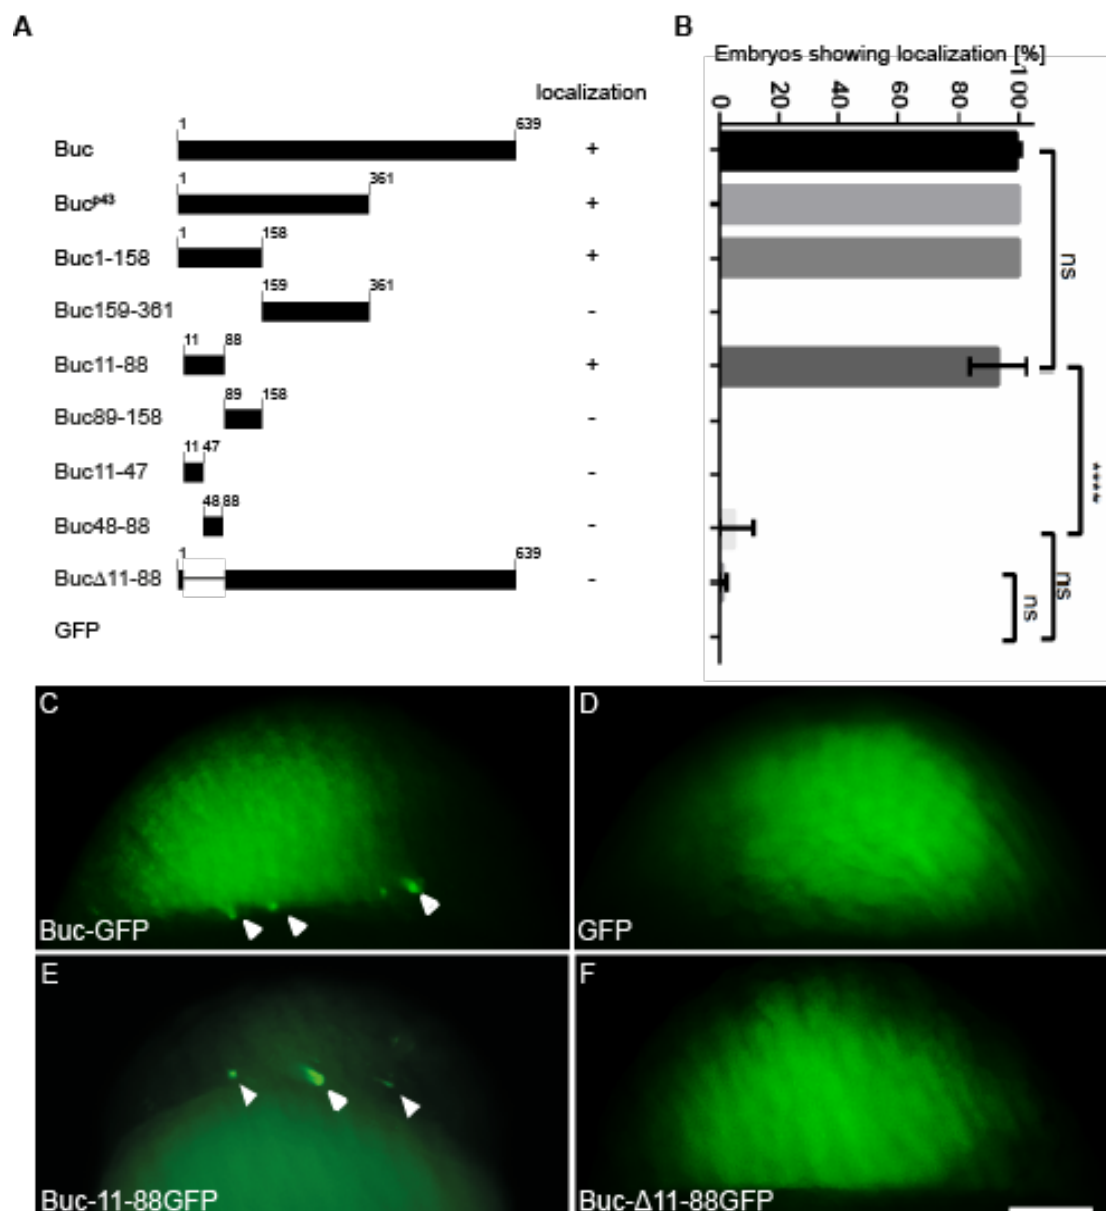 A
localization
1 639
Buc +
1 361
Bucᵖ⁴³ +
1 158
Buc1-158 +
159 361
Buc159-361 -
11 88
Buc11-88 +
89 158
Buc89-158 -
11 47
Buc11-47 -
48 88
Buc48-88 -
1 639
BucΔ11-88 -
GFP
B
Embryos showing localization [%]
0 20 40 60 80 100
ns
****
ns
ns
C
Buc-GFP
D
GFP
E
Buc-11-88GFP
F
Buc-Δ11-88GFP